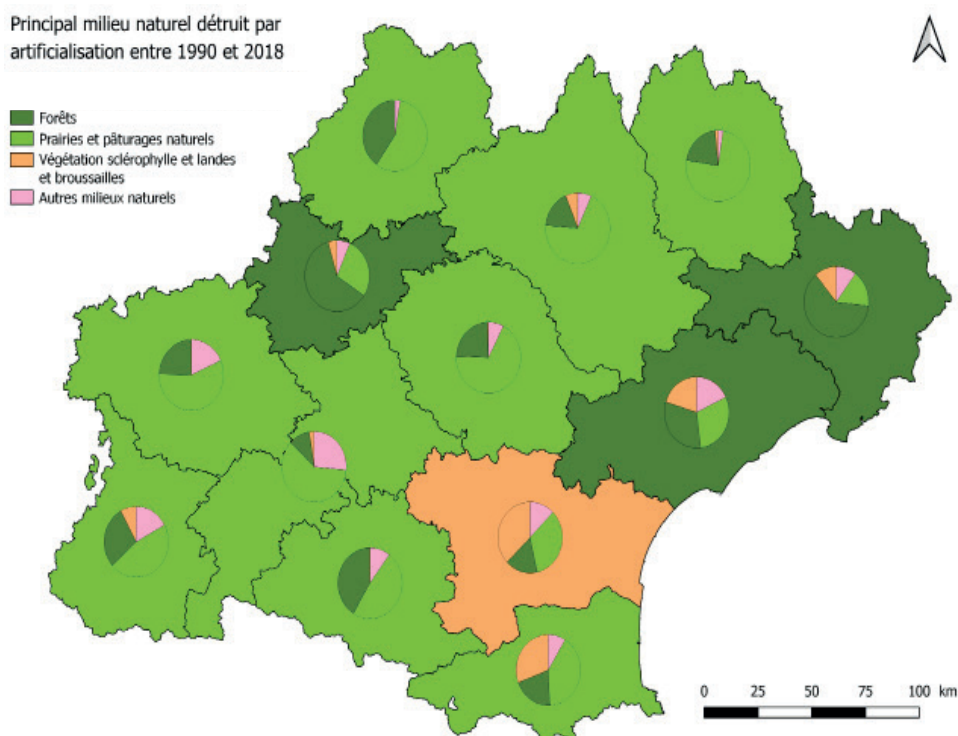 Principal milieu naturel détruit par
artificialisation entre 1990 et 2018
Forêts
Prairies et pâturages naturels
Végétation sclérophylle et landes
et broussailles
Autres milieux naturels
0 25 50 75 100 km